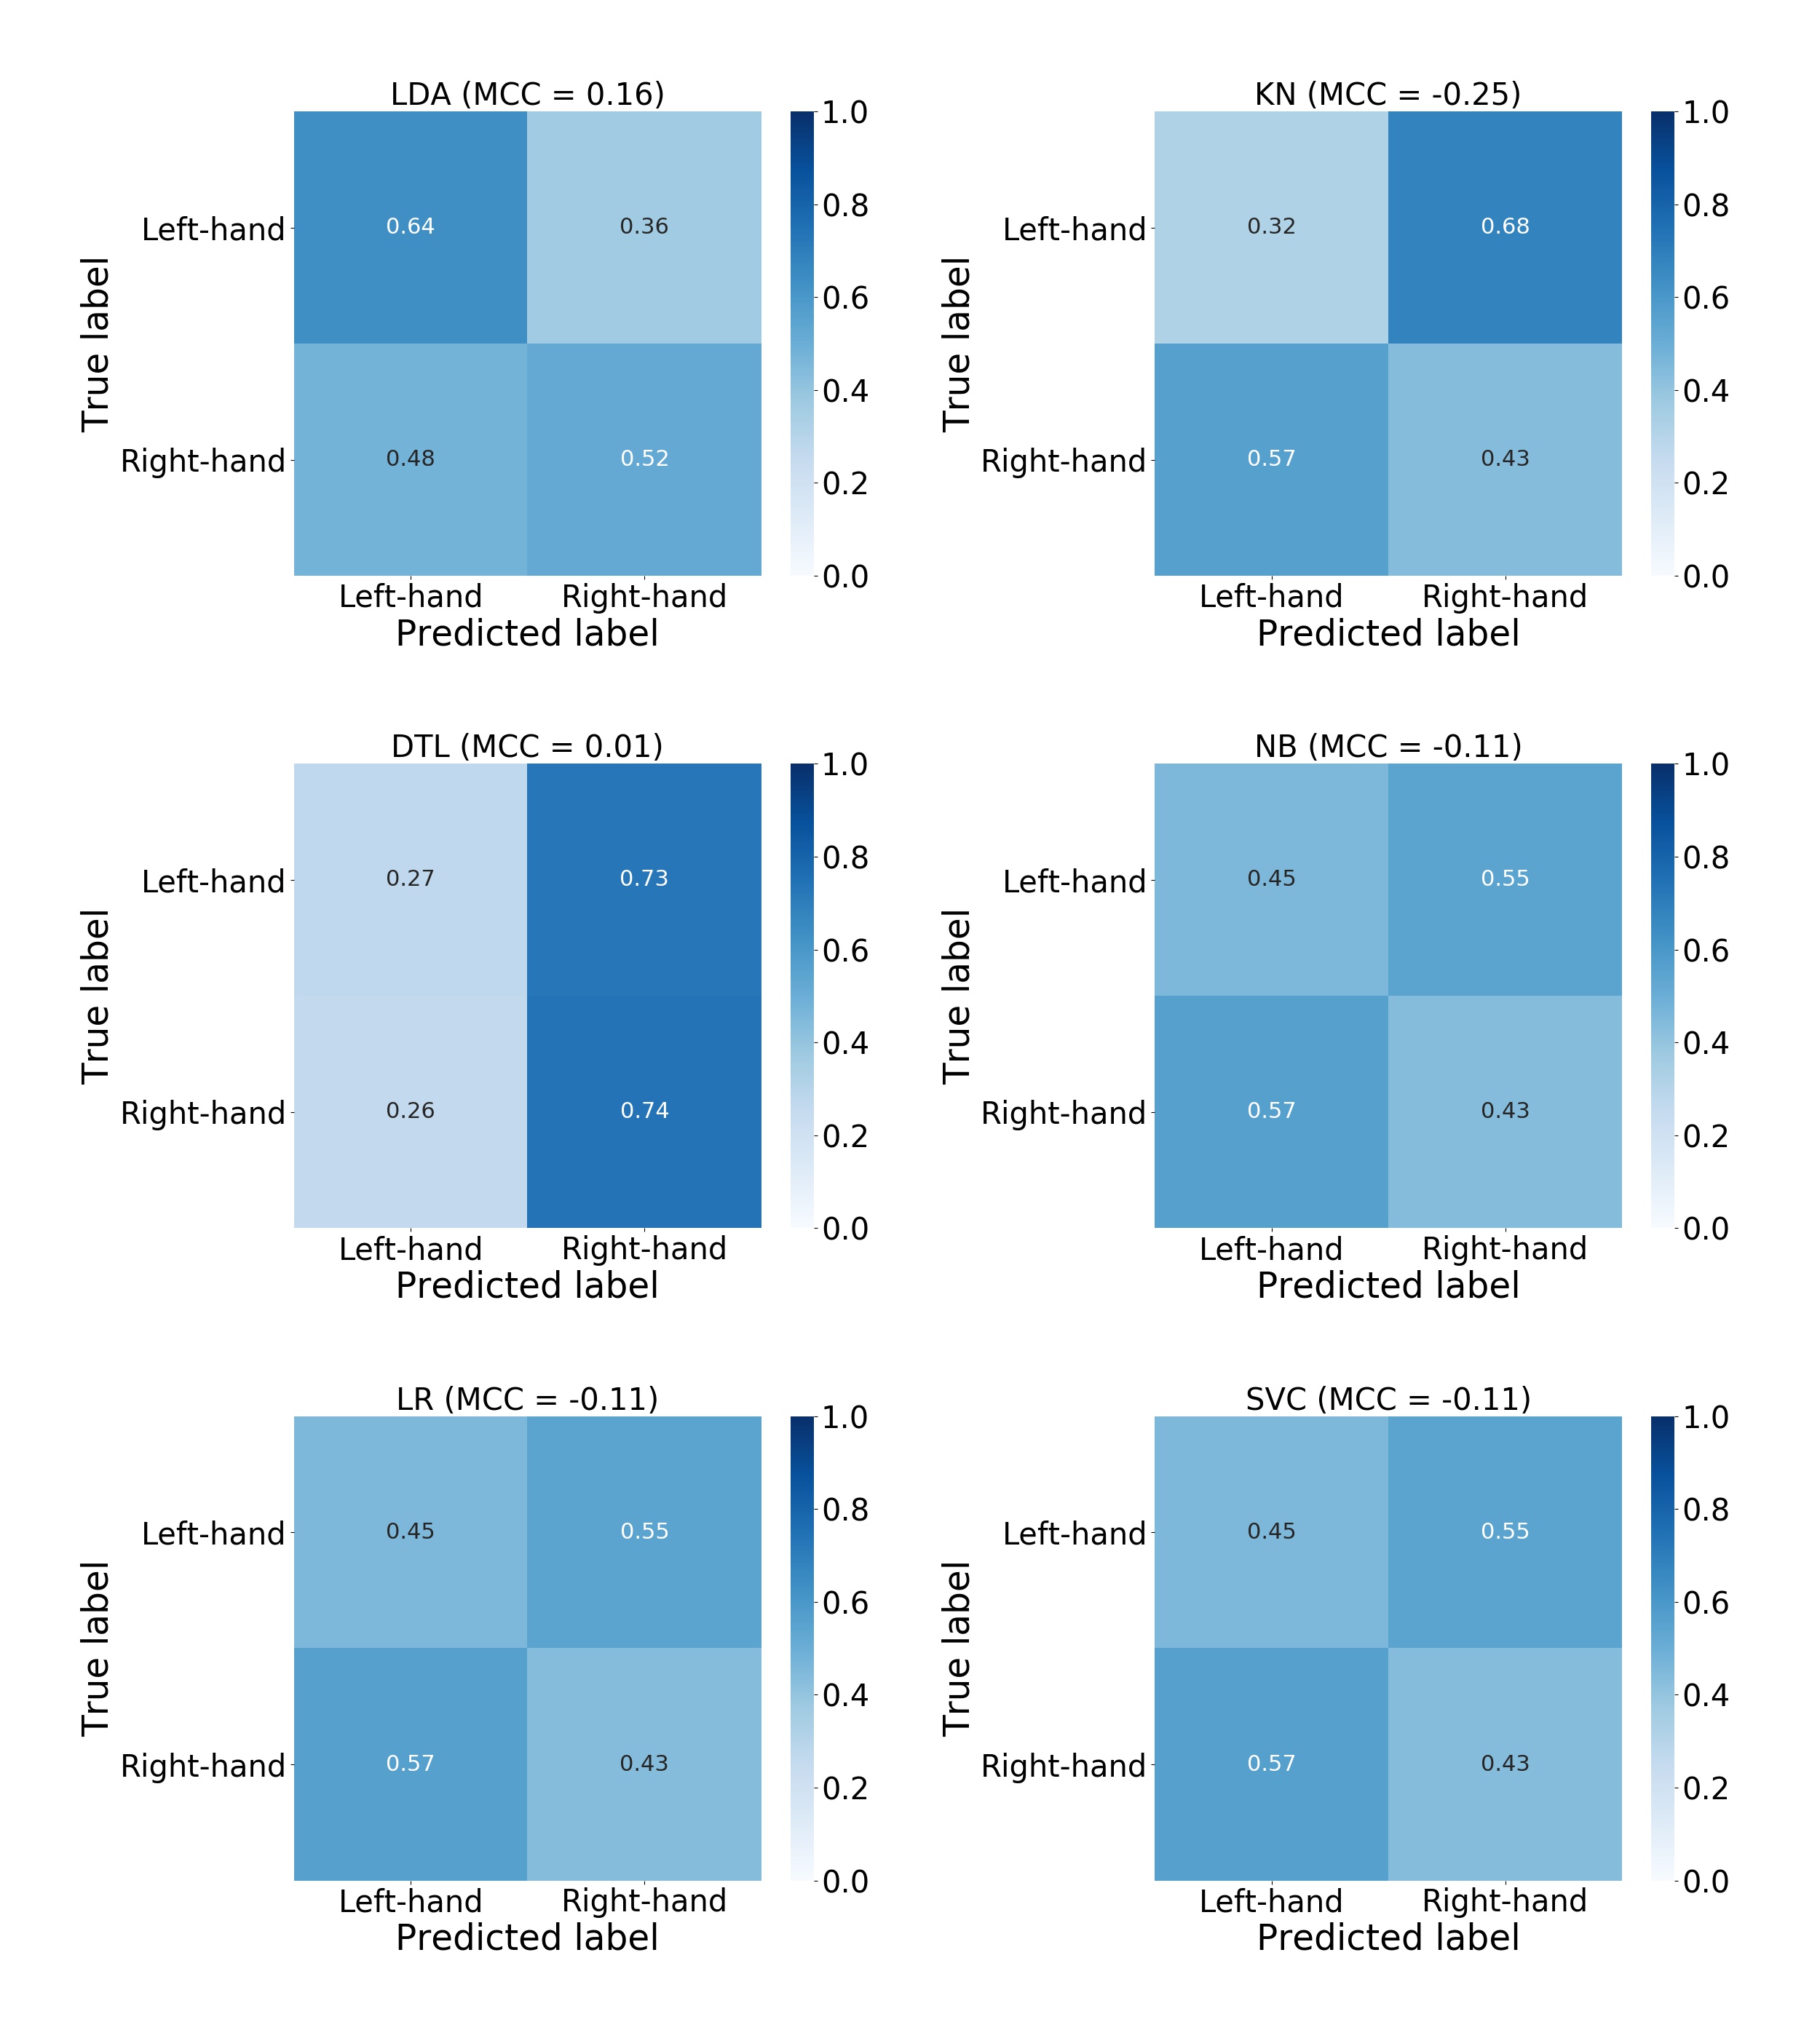 LDA (MCC = 0.16)
True label
Left-hand
0.64 0.36
Right-hand
0.48 0.52
Left-hand Right-hand
Predicted label
1.0
0.8
0.6
0.4
0.2
0.0
KN (MCC = -0.25)
True label
Left-hand
0.32 0.68
Right-hand
0.57 0.43
Left-hand Right-hand
Predicted label
1.0
0.8
0.6
0.4
0.2
0.0
DTL (MCC = 0.01)
True label
Left-hand
0.27 0.73
Right-hand
0.26 0.74
Left-hand Right-hand
Predicted label
1.0
0.8
0.6
0.4
0.2
0.0
NB (MCC = -0.11)
True label
Left-hand
0.45 0.55
Right-hand
0.57 0.43
Left-hand Right-hand
Predicted label
1.0
0.8
0.6
0.4
0.2
0.0
LR (MCC = -0.11)
True label
Left-hand
0.45 0.55
Right-hand
0.57 0.43
Left-hand Right-hand
Predicted label
1.0
0.8
0.6
0.4
0.2
0.0
SVC (MCC = -0.11)
True label
Left-hand
0.45 0.55
Right-hand
0.57 0.43
Left-hand Right-hand
Predicted label
1.0
0.8
0.6
0.4
0.2
0.0